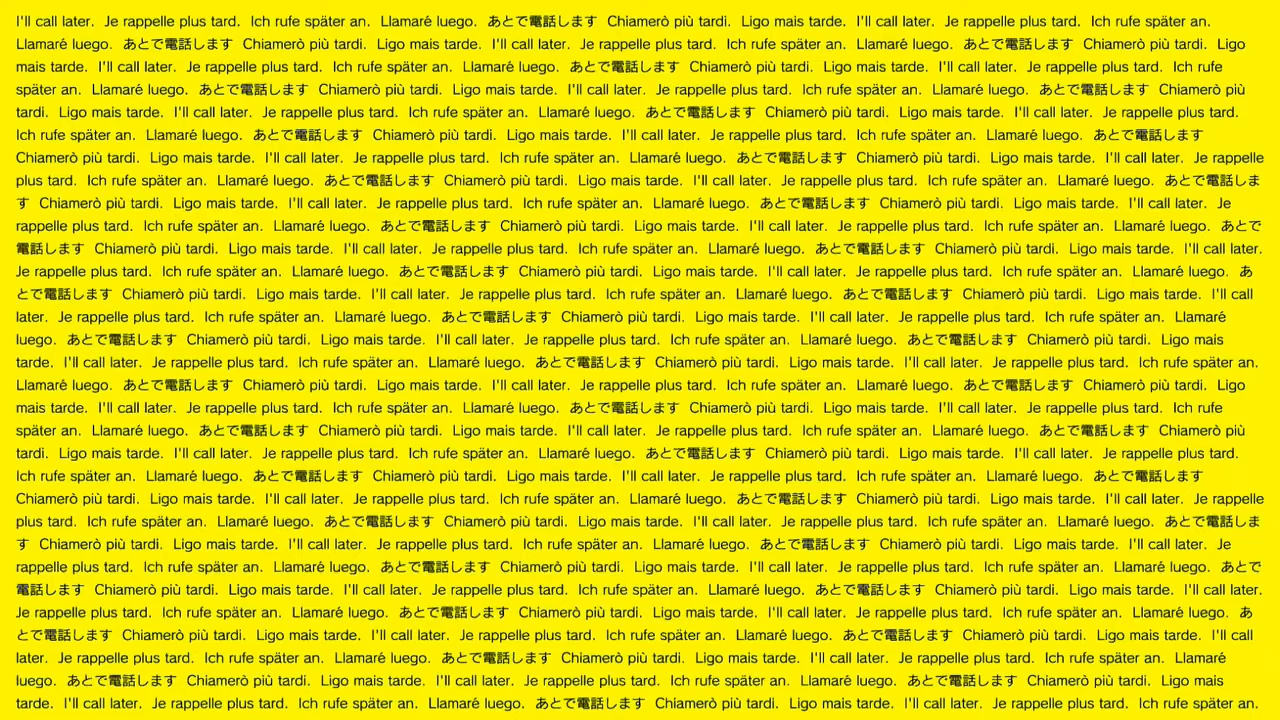 I'll call later. Je rappelle plus tard. Ich rufe später an. Llamaré luego. あとで電話します Chiamerò più tardi. Ligo mais tarde. I'll call later. Je rappelle plus tard. Ich rufe später an.
Llamaré luego. あとで電話します Chiamerò più tardi. Ligo mais tarde. I'll call later. Je rappelle plus tard. Ich rufe später an. Llamaré luego. あとで電話します Chiamerò più tardi. Ligo
mais tarde. I'll call later. Je rappelle plus tard. Ich rufe später an. Llamaré luego. あとで電話します Chiamerò più tardi. Ligo mais tarde. I'll call later. Je rappelle plus tard. Ich rufe
später an. Llamaré luego. あとで電話します Chiamerò più tardi. Ligo mais tarde. I'll call later. Je rappelle plus tard. Ich rufe später an. Llamaré luego. あとで電話します Chiamerò più
tardi. Ligo mais tarde. I'll call later. Je rappelle plus tard. Ich rufe später an. Llamaré luego. あとで電話します Chiamerò più tardi. Ligo mais tarde. I'll call later. Je rappelle plus tard.
Ich rufe später an. Llamaré luego. あとで電話します Chiamerò più tardi. Ligo mais tarde. I'll call later. Je rappelle plus tard. Ich rufe später an. Llamaré luego. あとで電話します
Chiamerò più tardi. Ligo mais tarde. I'll call later. Je rappelle plus tard. Ich rufe später an. Llamaré luego. あとで電話します Chiamerò più tardi. Ligo mais tarde. I'll call later. Je rappelle
plus tard. Ich rufe später an. Llamaré luego. あとで電話します Chiamerò più tardi. Ligo mais tarde. I'll call later. Je rappelle plus tard. Ich rufe später an. Llamaré luego. あとで電話しま
す Chiamerò più tardi. Ligo mais tarde. I'll call later. Je rappelle plus tard. Ich rufe später an. Llamaré luego. あとで電話します Chiamerò più tardi. Ligo mais tarde. I'll call later. Je
rappelle plus tard. Ich rufe später an. Llamaré luego. あとで電話します Chiamerò più tardi. Ligo mais tarde. I'll call later. Je rappelle plus tard. Ich rufe später an. Llamaré luego. あとで
電話します Chiamerò più tardi. Ligo mais tarde. I'll call later. Je rappelle plus tard. Ich rufe später an. Llamaré luego. あとで電話します Chiamerò più tardi. Ligo mais tarde. I'll call later.
Je rappelle plus tard. Ich rufe später an. Llamaré luego. あとで電話します Chiamerò più tardi. Ligo mais tarde. I'll call later. Je rappelle plus tard. Ich rufe später an. Llamaré luego. あ
とで電話します Chiamerò più tardi. Ligo mais tarde. I'll call later. Je rappelle plus tard. Ich rufe später an. Llamaré luego. あとで電話します Chiamerò più tardi. Ligo mais tarde. I'll call
later. Je rappelle plus tard. Ich rufe später an. Llamaré luego. あとで電話します Chiamerò più tardi. Ligo mais tarde. I'll call later. Je rappelle plus tard. Ich rufe später an. Llamaré
luego. あとで電話します Chiamerò più tardi. Ligo mais tarde. I'll call later. Je rappelle plus tard. Ich rufe später an. Llamaré luego. あとで電話します Chiamerò più tardi. Ligo mais
tarde. I'll call later. Je rappelle plus tard. Ich rufe später an. Llamaré luego. あとで電話します Chiamerò più tardi. Ligo mais tarde. I'll call later. Je rappelle plus tard. Ich rufe später an.
Llamaré luego. あとで電話します Chiamerò più tardi. Ligo mais tarde. I'll call later. Je rappelle plus tard. Ich rufe später an. Llamaré luego. あとで電話します Chiamerò più tardi. Ligo
mais tarde. I'll call later. Je rappelle plus tard. Ich rufe später an. Llamaré luego. あとで電話します Chiamerò più tardi. Ligo mais tarde. I'll call later. Je rappelle plus tard. Ich rufe
später an. Llamaré luego. あとで電話します Chiamerò più tardi. Ligo mais tarde. I'll call later. Je rappelle plus tard. Ich rufe später an. Llamaré luego. あとで電話します Chiamerò più
tardi. Ligo mais tarde. I'll call later. Je rappelle plus tard. Ich rufe später an. Llamaré luego. あとで電話します Chiamerò più tardi. Ligo mais tarde. I'll call later. Je rappelle plus tard.
Ich rufe später an. Llamaré luego. あとで電話します Chiamerò più tardi. Ligo mais tarde. I'll call later. Je rappelle plus tard. Ich rufe später an. Llamaré luego. あとで電話します
Chiamerò più tardi. Ligo mais tarde. I'll call later. Je rappelle plus tard. Ich rufe später an. Llamaré luego. あとで電話します Chiamerò più tardi. Ligo mais tarde. I'll call later. Je rappelle
plus tard. Ich rufe später an. Llamaré luego. あとで電話します Chiamerò più tardi. Ligo mais tarde. I'll call later. Je rappelle plus tard. Ich rufe später an. Llamaré luego. あとで電話しま
す Chiamerò più tardi. Ligo mais tarde. I'll call later. Je rappelle plus tard. Ich rufe später an. Llamaré luego. あとで電話します Chiamerò più tardi. Ligo mais tarde. I'll call later. Je
rappelle plus tard. Ich rufe später an. Llamaré luego. あとで電話します Chiamerò più tardi. Ligo mais tarde. I'll call later. Je rappelle plus tard. Ich rufe später an. Llamaré luego. あとで
電話します Chiamerò più tardi. Ligo mais tarde. I'll call later. Je rappelle plus tard. Ich rufe später an. Llamaré luego. あとで電話します Chiamerò più tardi. Ligo mais tarde. I'll call later.
Je rappelle plus tard. Ich rufe später an. Llamaré luego. あとで電話します Chiamerò più tardi. Ligo mais tarde. I'll call later. Je rappelle plus tard. Ich rufe später an. Llamaré luego. あ
とで電話します Chiamerò più tardi. Ligo mais tarde. I'll call later. Je rappelle plus tard. Ich rufe später an. Llamaré luego. あとで電話します Chiamerò più tardi. Ligo mais tarde. I'll call
later. Je rappelle plus tard. Ich rufe später an. Llamaré luego. あとで電話します Chiamerò più tardi. Ligo mais tarde. I'll call later. Je rappelle plus tard. Ich rufe später an. Llamaré
luego. あとで電話します Chiamerò più tardi. Ligo mais tarde. I'll call later. Je rappelle plus tard. Ich rufe später an. Llamaré luego. あとで電話します Chiamerò più tardi. Ligo mais
tarde. I'll call later. Je rappelle plus tard. Ich rufe später an. Llamaré luego. あとで電話します Chiamerò più tardi. Ligo mais tarde. I'll call later. Je rappelle plus tard. Ich rufe später an.